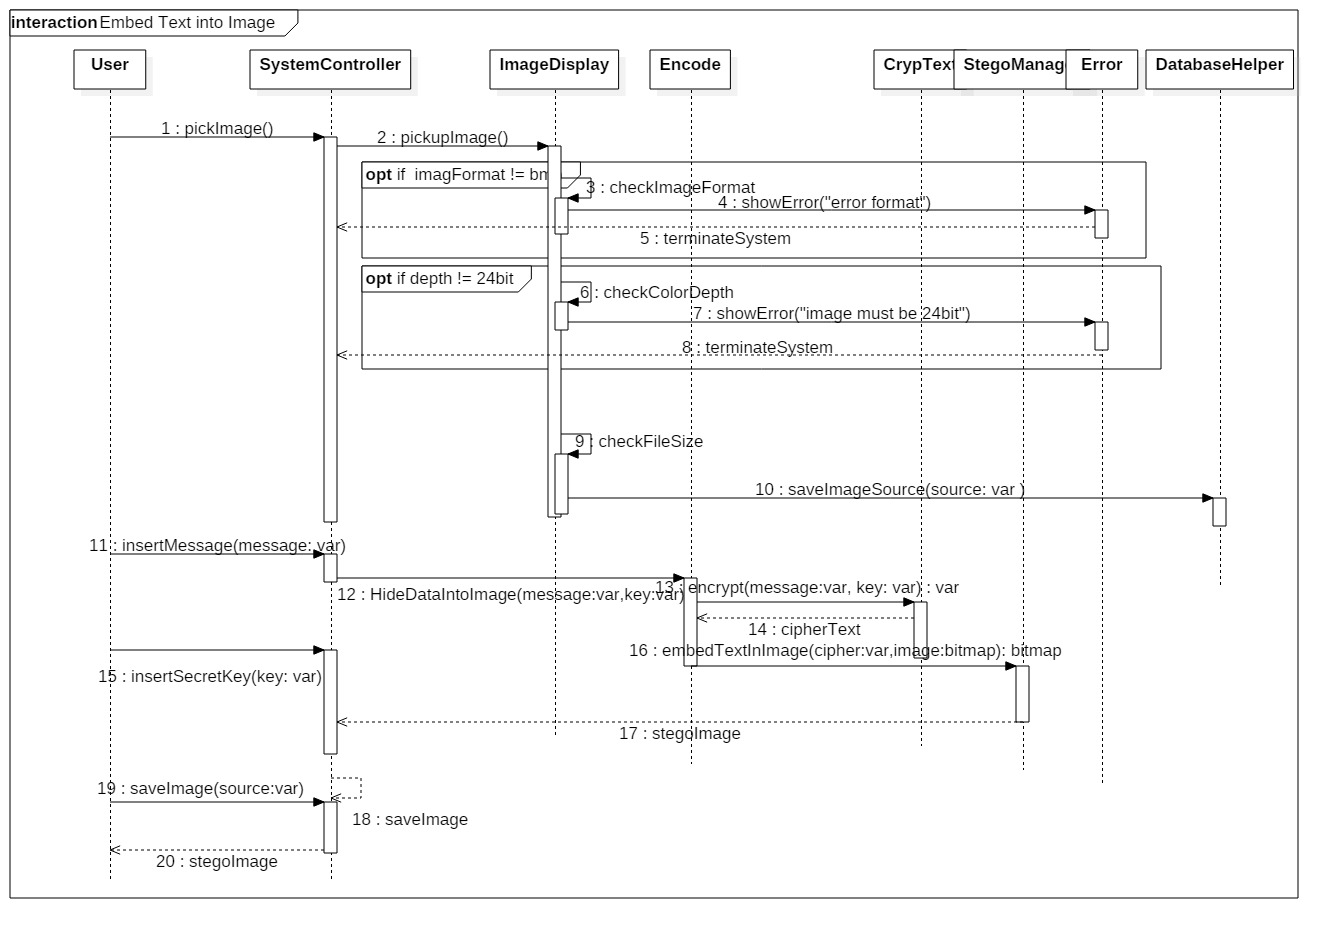 interaction Embed Text into Image
User
SystemController
ImageDisplay
Encode
CrypText
StegoManag
Error
DatabaseHelper
1 : pickImage()
2 : pickupImage()
opt if imagFormat != bm
3 : checkImageFormat
4 : showError("error format")
5 : terminateSystem
opt if depth != 24bit
6 : checkColorDepth
7 : showError("image must be 24bit")
8 : terminateSystem
9 : checkFileSize
10 : saveImageSource(source: var )
11 : insertMessage(message: var)
12 : HideDataIntoImage(message:var,key:var)
13 : encrypt(message:var, key: var) : var
14 : cipherText
16 : embedTextInImage(cipher:var,image:bitmap): bitmap
15 : insertSecretKey(key: var)
17 : stegoImage
19 : saveImage(source:var)
18 : saveImage
20 : stegoImage